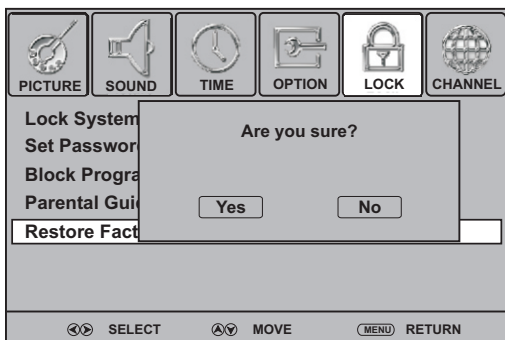 PICTURE SOUND TIME OPTION LOCK CHANNEL
Lock System
Are you sure?
Set Passwor
Block Progra
Parental Gui
Yes No
Restore Fact
SELECT MOVE MENU RETURN